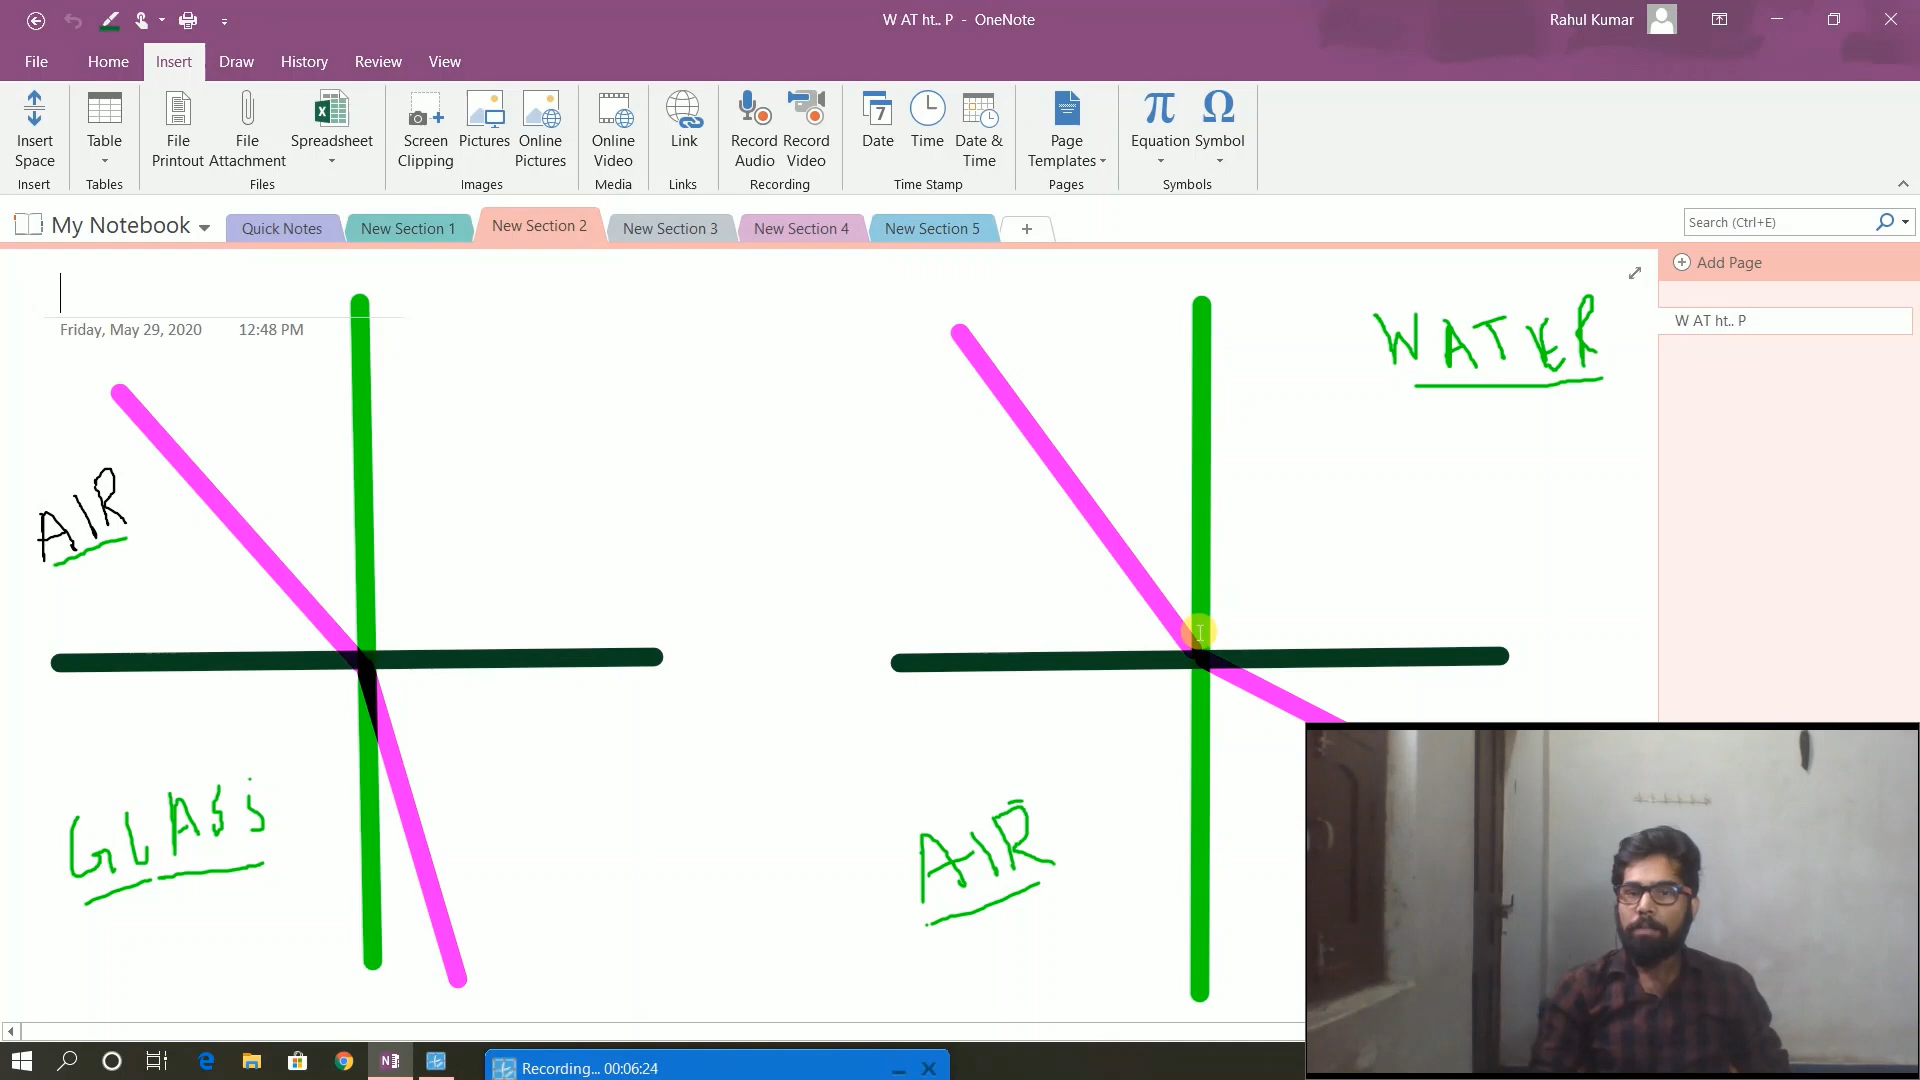 W AT ht.. P - OneNote
Rahul Kumar
File Home Insert Draw History Review View
Insert Space
Table
File Printout
File Attachment
Spreadsheet
Screen Clipping
Pictures
Online Pictures
Online Video
Link
Record Audio
Record Video
Date
Time
Date & Time
Page Templates
Equation
Symbol
Insert Tables Files Images Media Links Recording Time Stamp Pages Symbols
My Notebook
Quick Notes New Section 1 New Section 2 New Section 3 New Section 4 New Section 5
Search (Ctrl+E)
Add Page
W AT ht.. P
Friday, May 29, 2020 12:48 PM
WATER
AIR
GLASS
AIR
Recording... 00:06:24